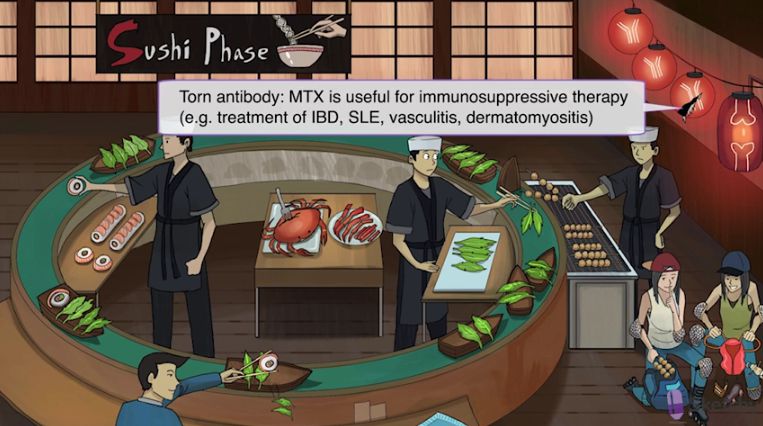 Sushi Phase
Torn antibody: MTX is useful for immunosuppressive therapy
(e.g. treatment of IBD, SLE, vasculitis, dermatomyositis)